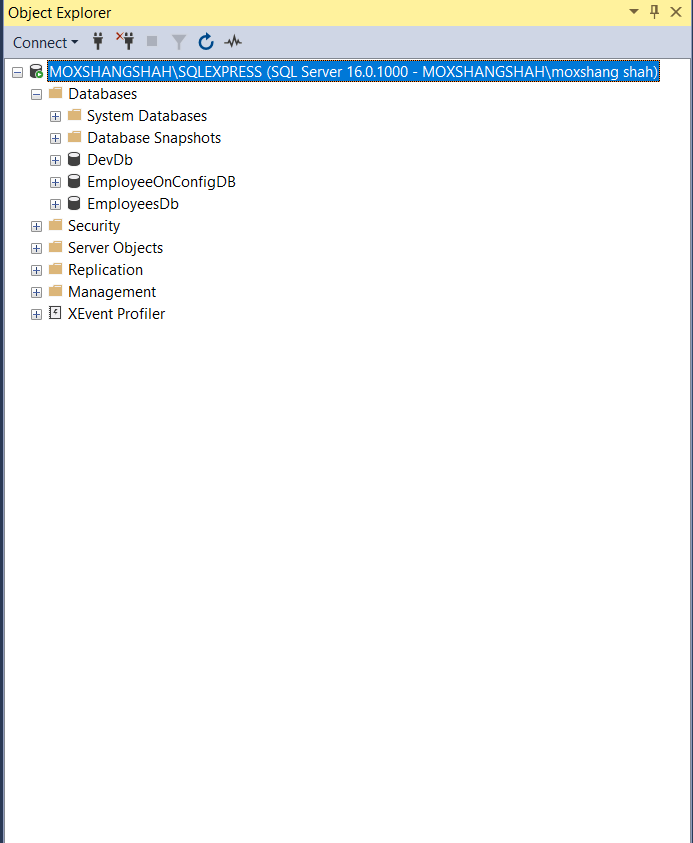 Object Explorer
Connect
MOXSHANGSHAH\SQLEXPRESS (SQL Server 16.0.1000 - MOXSHANGSHAH\moxshang shah)
Databases
System Databases
Database Snapshots
DevDb
EmployeeOnConfigDB
EmployeesDb
Security
Server Objects
Replication
Management
XEvent Profiler